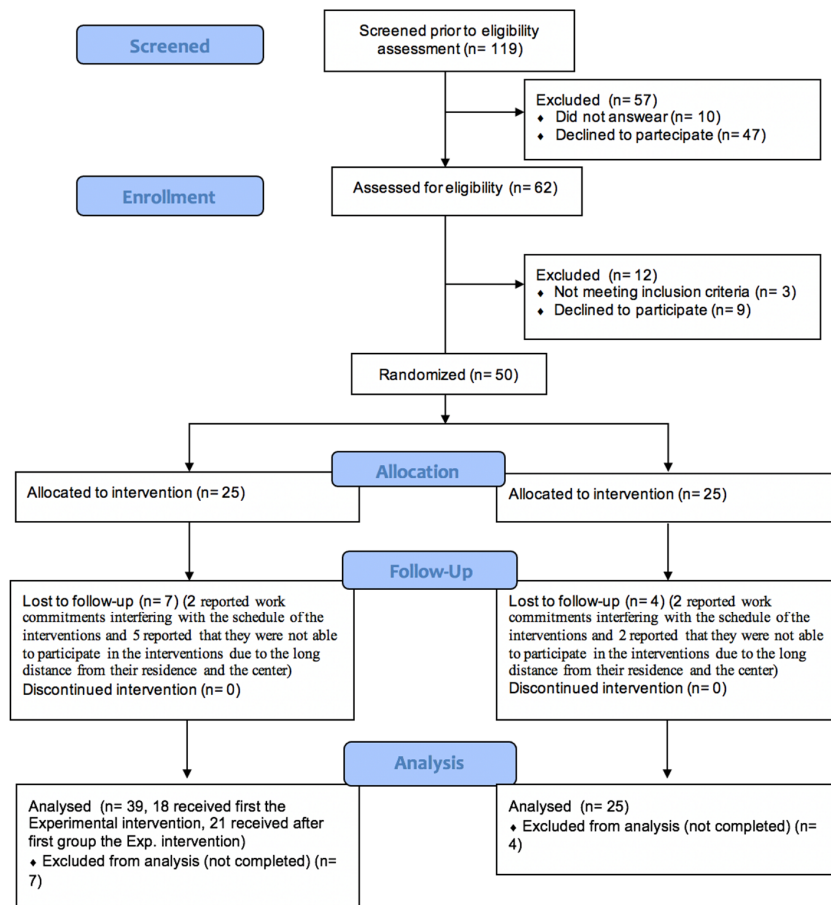 Screened
Screened prior to eligibility
assessment (n= 119)
Excluded (n= 57)
♦ Did not answear (n= 10)
♦ Declined to partecipate (n= 47)
Enrollment
Assessed for eligibility (n= 62)
Excluded (n= 12)
♦ Not meeting inclusion criteria (n= 3)
♦ Declined to participate (n= 9)
Randomized (n= 50)
Allocation
Allocated to intervention (n= 25)
Allocated to intervention (n= 25)
Follow-Up
Lost to follow-up (n= 7) (2 reported work
commitments interfering with the schedule of the
interventions and 5 reported that they were not able
to participate in the interventions due to the long
distance from their residence and the center)
Discontinued intervention (n= 0)
Lost to follow-up (n= 4) (2 reported work
commitments interfering with the schedule of the
interventions and 2 reported that they were not able
to participate in the interventions due to the long
distance from their residence and the center)
Discontinued intervention (n= 0)
Analysis
Analysed (n= 39, 18 received first the
Experimental intervention, 21 received after
first group the Exp. intervention)
♦ Excluded from analysis (not completed) (n=
7)
Analysed (n= 25)
♦ Excluded from analysis (not completed) (n=
4)